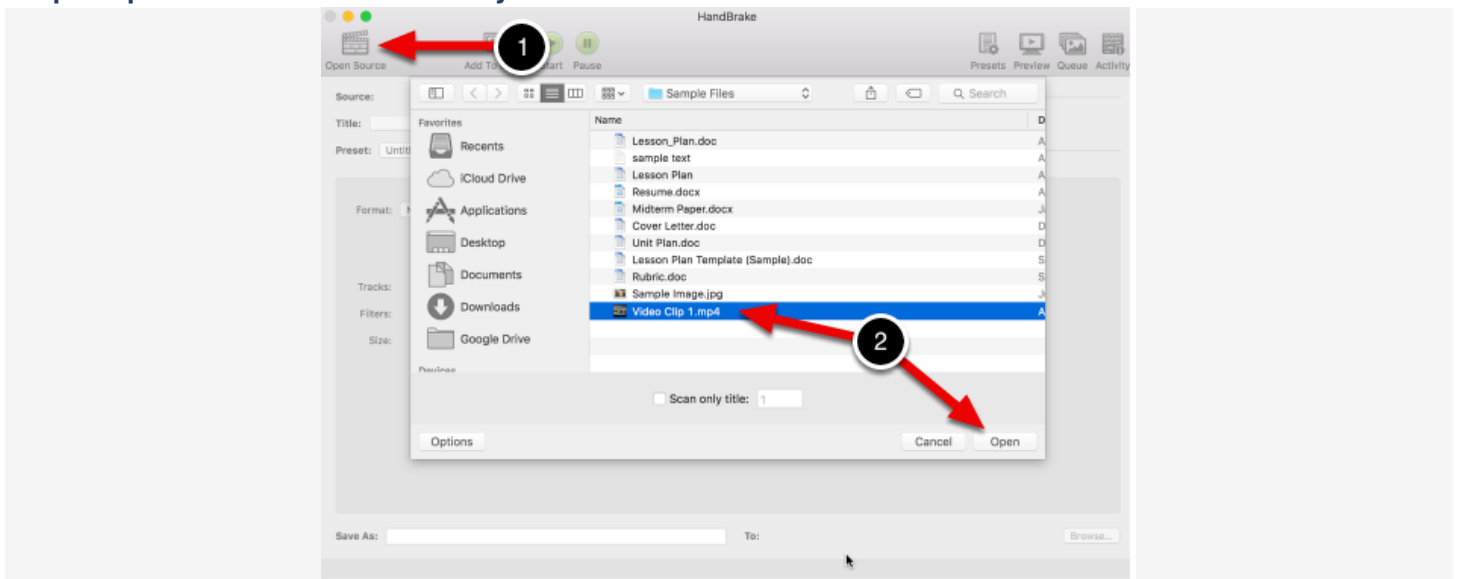 HandBrake
1
Open Source
Pause
Presets Preview Queue Activity
Source:
Sample Files
Search
Title:
Favorites
Name
D
Preset:
Recents
Lesson_Plan.doc
A
sample text
A
iCloud Drive
Lesson Plan
A
Resume.docx
A
Format:
Applications
Midterm Paper.docx
Cover Letter.doc
D
Desktop
Unit Plan.doc
D
Lesson Plan Template (Sample).doc
S
Documents
Rubric.doc
S
Tracks:
Sample Image.jpg
Downloads
Video Clip 1.mp4
A
Filters:
2
Size:
Google Drive
Scan only title: 1
Options
Cancel
Open
Save As:
To:
Browse...